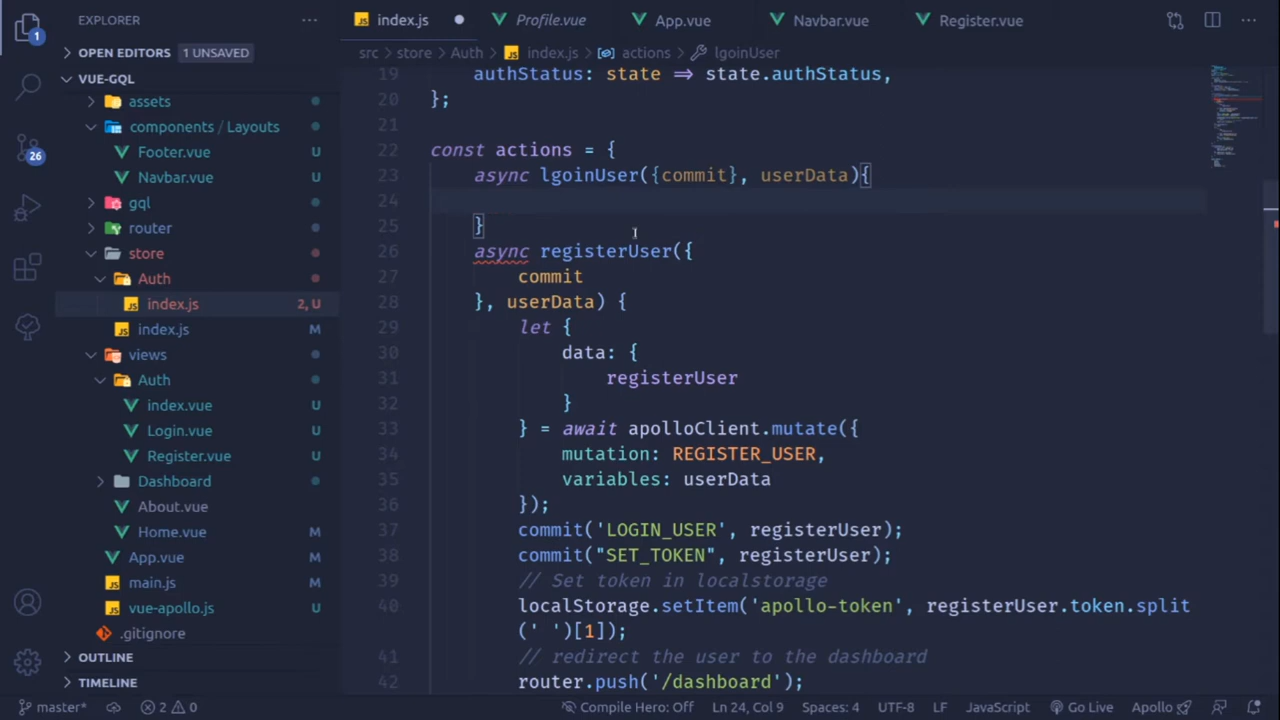 1
EXPLORER
···
index.js
Profile.vue
App.vue
Navbar.vue
Register.vue
···
OPEN EDITORS 1 UNSAVED
src > store > Auth > index.js > actions > lgoinUser
VUE-GQL
assets
components / Layouts
Footer.vue U
Navbar.vue U
gql
router
store
Auth
index.js 2, U
index.js M
views
Auth
index.vue U
Login.vue U
Register.vue U
Dashboard
About.vue
Home.vue M
App.vue M
main.js M
vue-apollo.js U
.gitignore
OUTLINE
TIMELINE
26
19 authStatus: state ⇒ state.authStatus,
20 };
21
22 const actions = {
23 async lgoinUser({commit}, userData){
24
25 }
26 async registerUser({
27 commit
28 }, userData) {
29 let {
30 data: {
31 registerUser
32 }
33 } = await apolloClient.mutate({
34 mutation: REGISTER_USER,
35 variables: userData
36 });
37 commit('LOGIN_USER', registerUser);
38 commit("SET_TOKEN", registerUser);
39 // Set token in localstorage
40 localStorage.setItem('apollo-token', registerUser.token.split
(' ')[1]);
41 // redirect the user to the dashboard
42 router.push('/dashboard');
master* 2 0 Compile Hero: Off Ln 24, Col 9 Spaces: 4 UTF-8 LF JavaScript Go Live Apollo